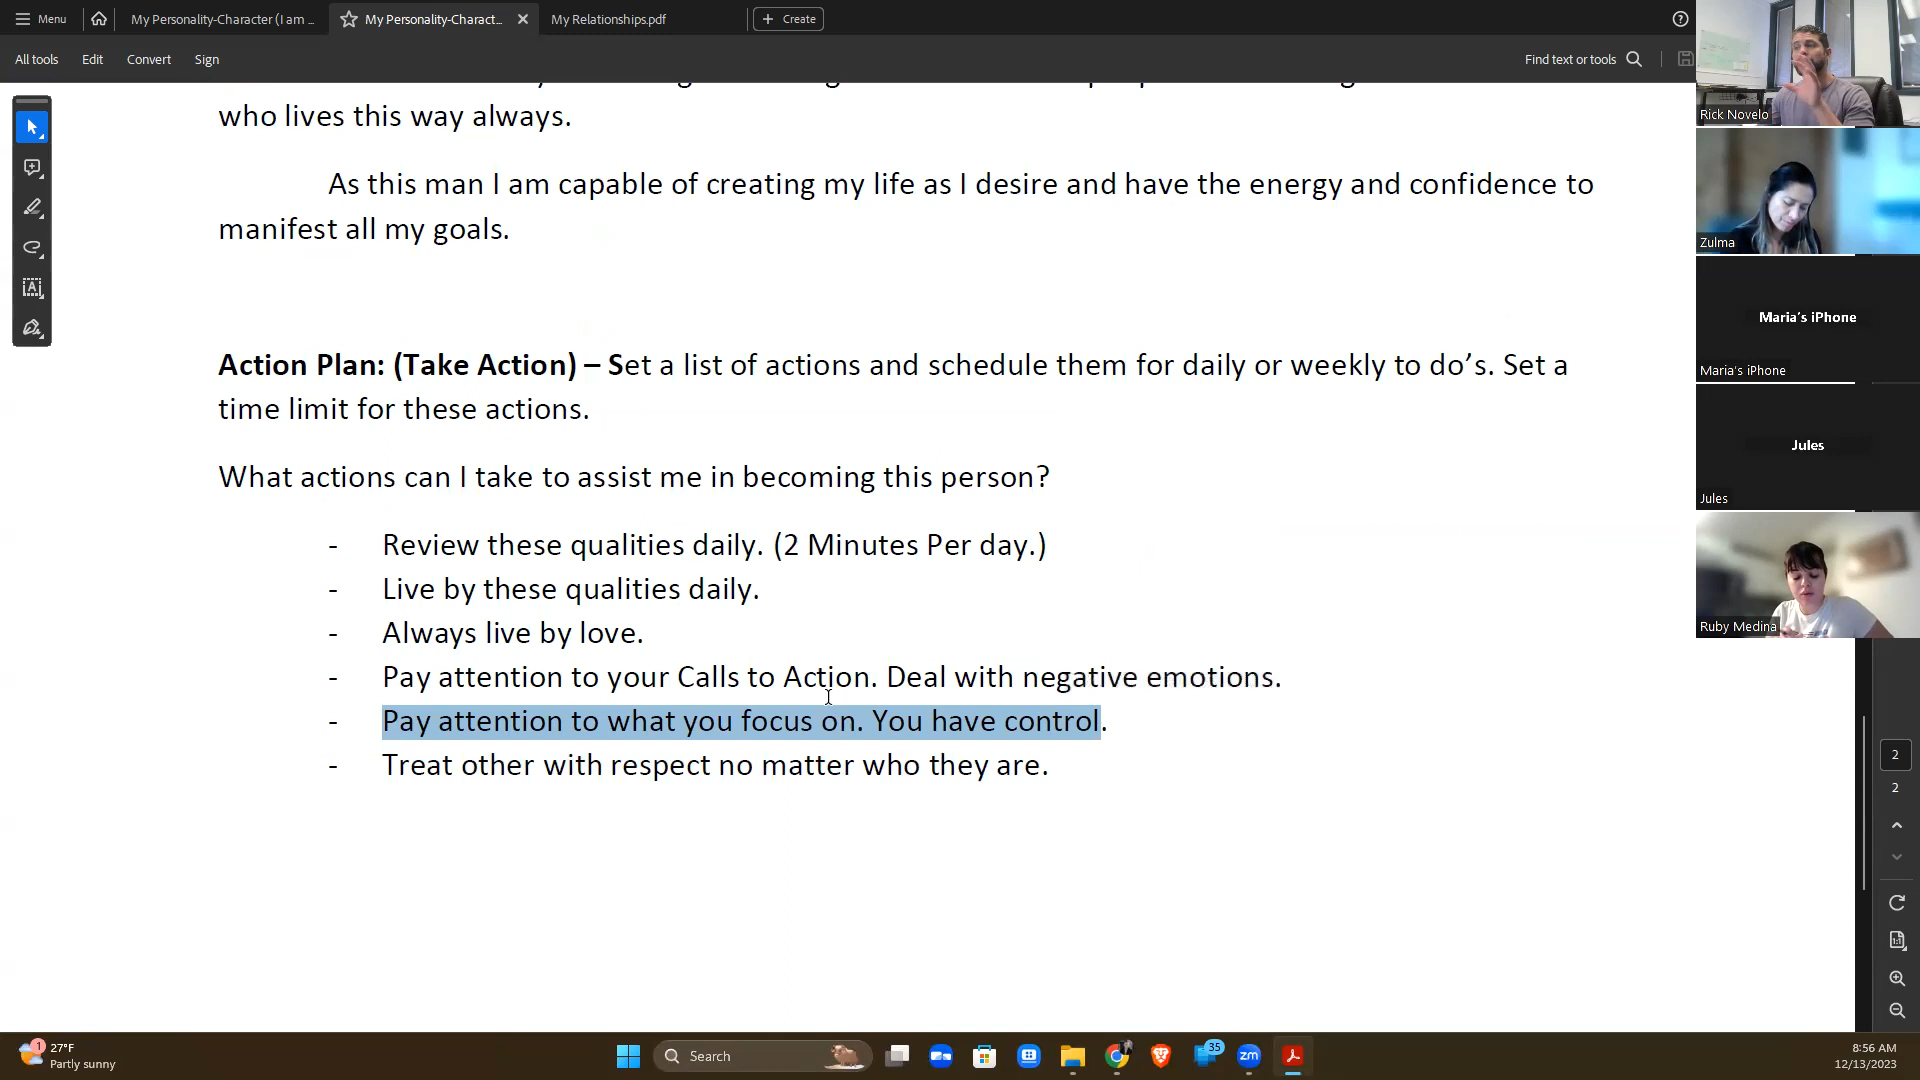 Menu
My Personality-Character (I am ...
My Personality-Charact...
My Relationships.pdf
Create
All tools
Edit
Convert
Sign
Find text or tools
who lives this way always.
As this man I am capable of creating my life as I desire and have the energy and confidence to
manifest all my goals.
Action Plan: (Take Action) – Set a list of actions and schedule them for daily or weekly to do’s. Set a
time limit for these actions.
What actions can I take to assist me in becoming this person?
- Review these qualities daily. (2 Minutes Per day.)
- Live by these qualities daily.
- Always live by love.
- Pay attention to your Calls to Action. Deal with negative emotions.
- Pay attention to what you focus on. You have control.
- Treat other with respect no matter who they are.
Rick Novelo
Zulma
Maria's iPhone
Maria's iPhone
Jules
Jules
Ruby Medina
2
2
1:1
1
27°F
Partly sunny
Search
35
zm
8:56 AM
12/13/2023